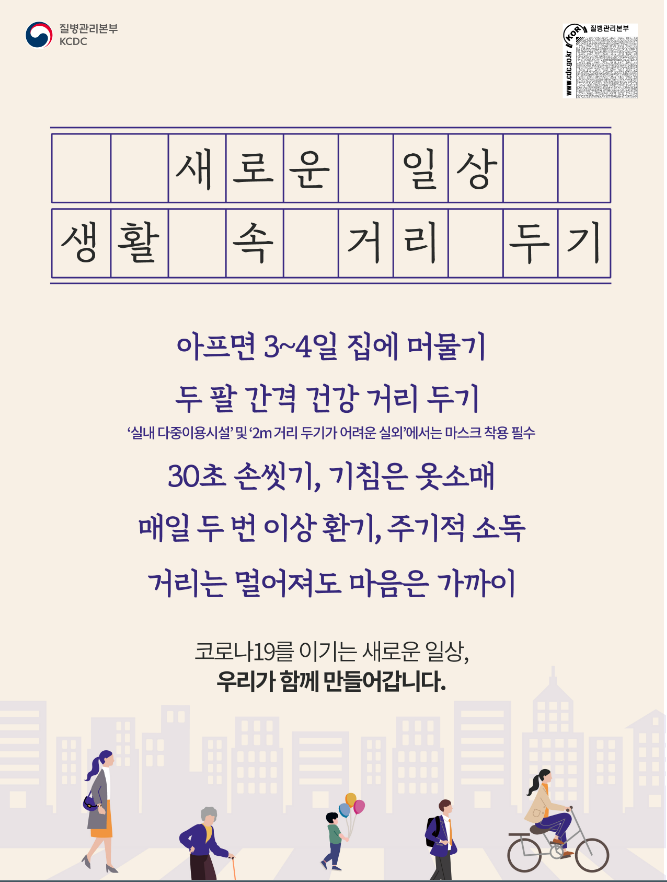 질병관리본부
KCDC
KOR
질병관리본부
www.cdc.go.kr
새로운 일상
생활 속 거리 두기
아프면 3~4일 집에 머물기
두 팔 간격 건강 거리 두기
‘실내 다중이용시설’ 및 ‘2m 거리 두기가 어려운 실외’에서는 마스크 착용 필수
30초 손씻기, 기침은 옷소매
매일 두 번 이상 환기, 주기적 소독
거리는 멀어져도 마음은 가까이
코로나19를 이기는 새로운 일상,
우리가 함께 만들어갑니다.